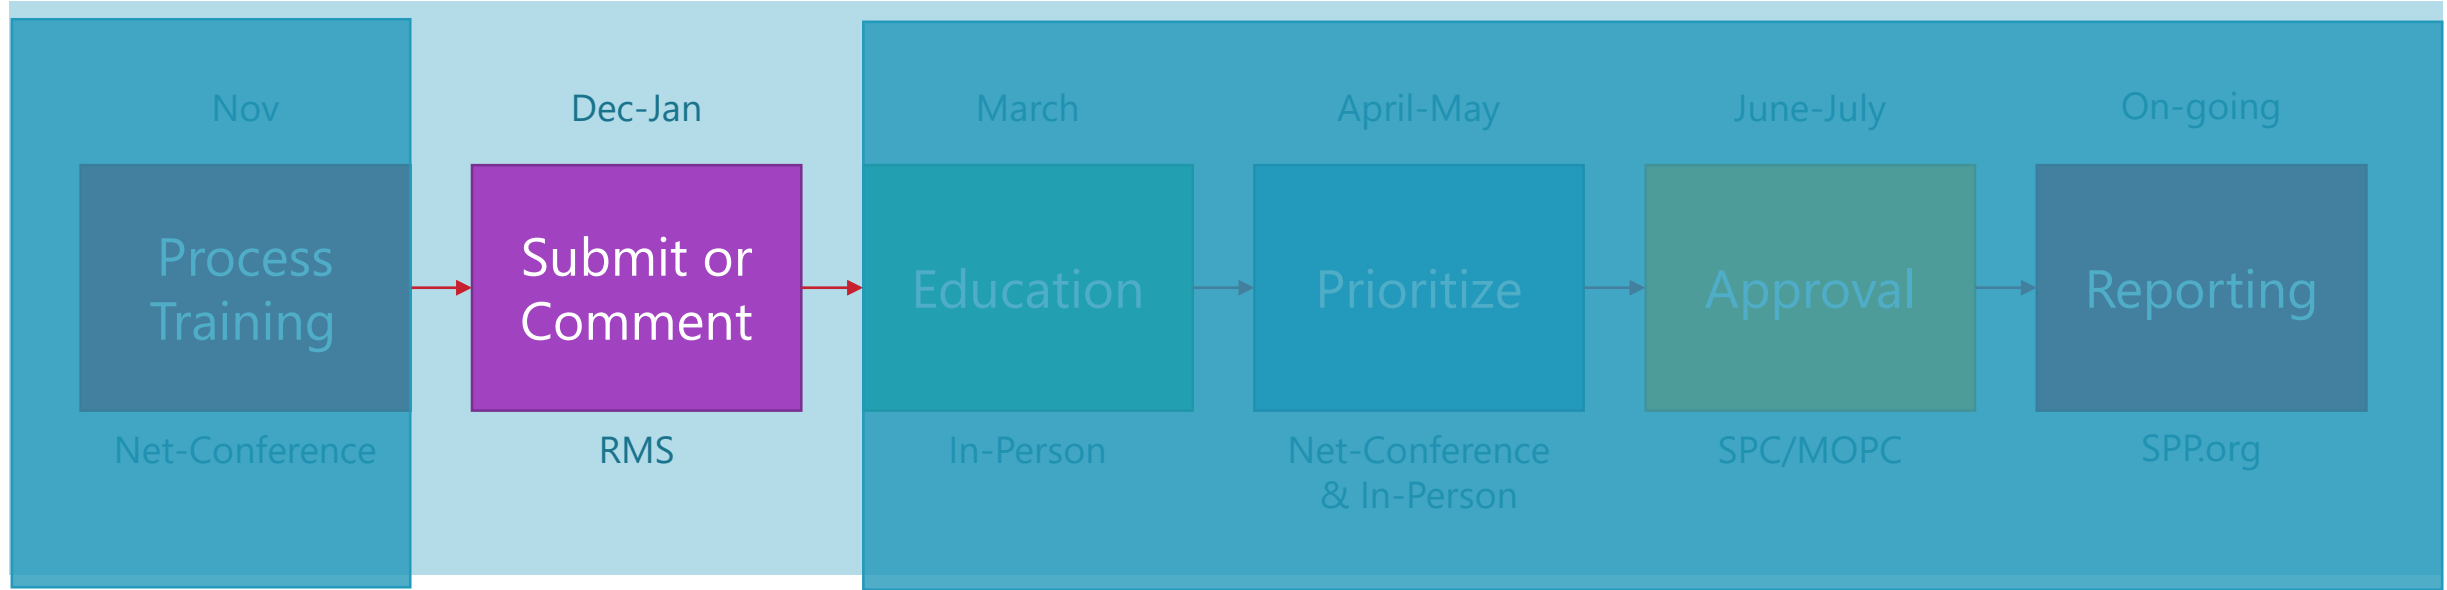 Nov
Dec-Jan
March
April-May
June-July
On-going
Process
Training
Submit or
Comment
Education
Prioritize
Approval
Reporting
Net-Conference
RMS
In-Person
Net-Conference
& In-Person
SPC/MOPC
SPP.org